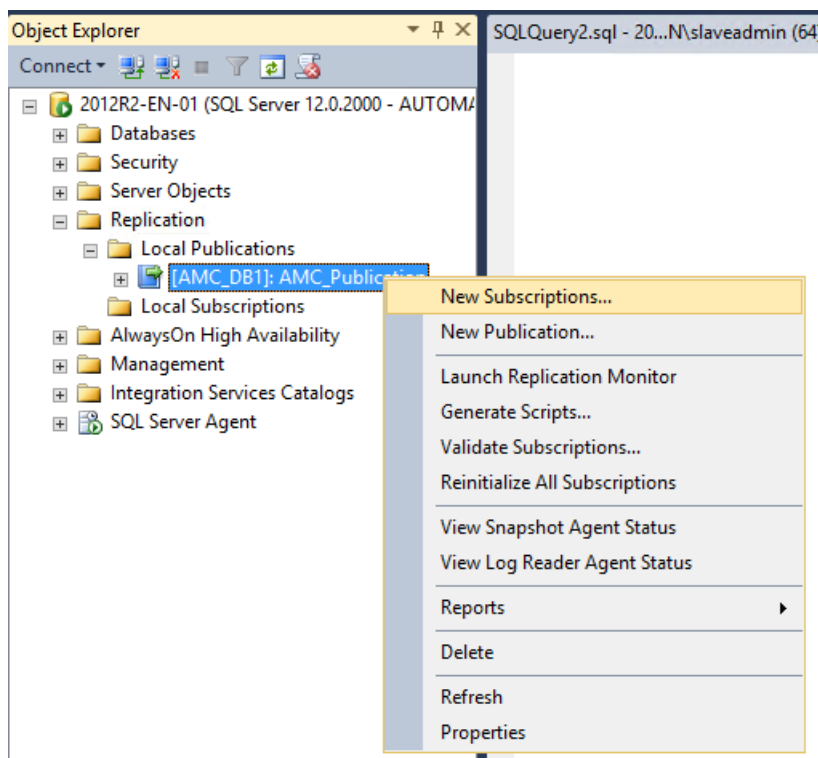 Object Explorer
SQLQuery2.sql - 20...N\slaveadmin (64)
Connect
2012R2-EN-01 (SQL Server 12.0.2000 - AUTOMA
Databases
Security
Server Objects
Replication
Local Publications
[AMC_DB1]: AMC_Publication
Local Subscriptions
AlwaysOn High Availability
Management
Integration Services Catalogs
SQL Server Agent
New Subscriptions...
New Publication...
Launch Replication Monitor
Generate Scripts...
Validate Subscriptions...
Reinitialize All Subscriptions
View Snapshot Agent Status
View Log Reader Agent Status
Reports
Delete
Refresh
Properties